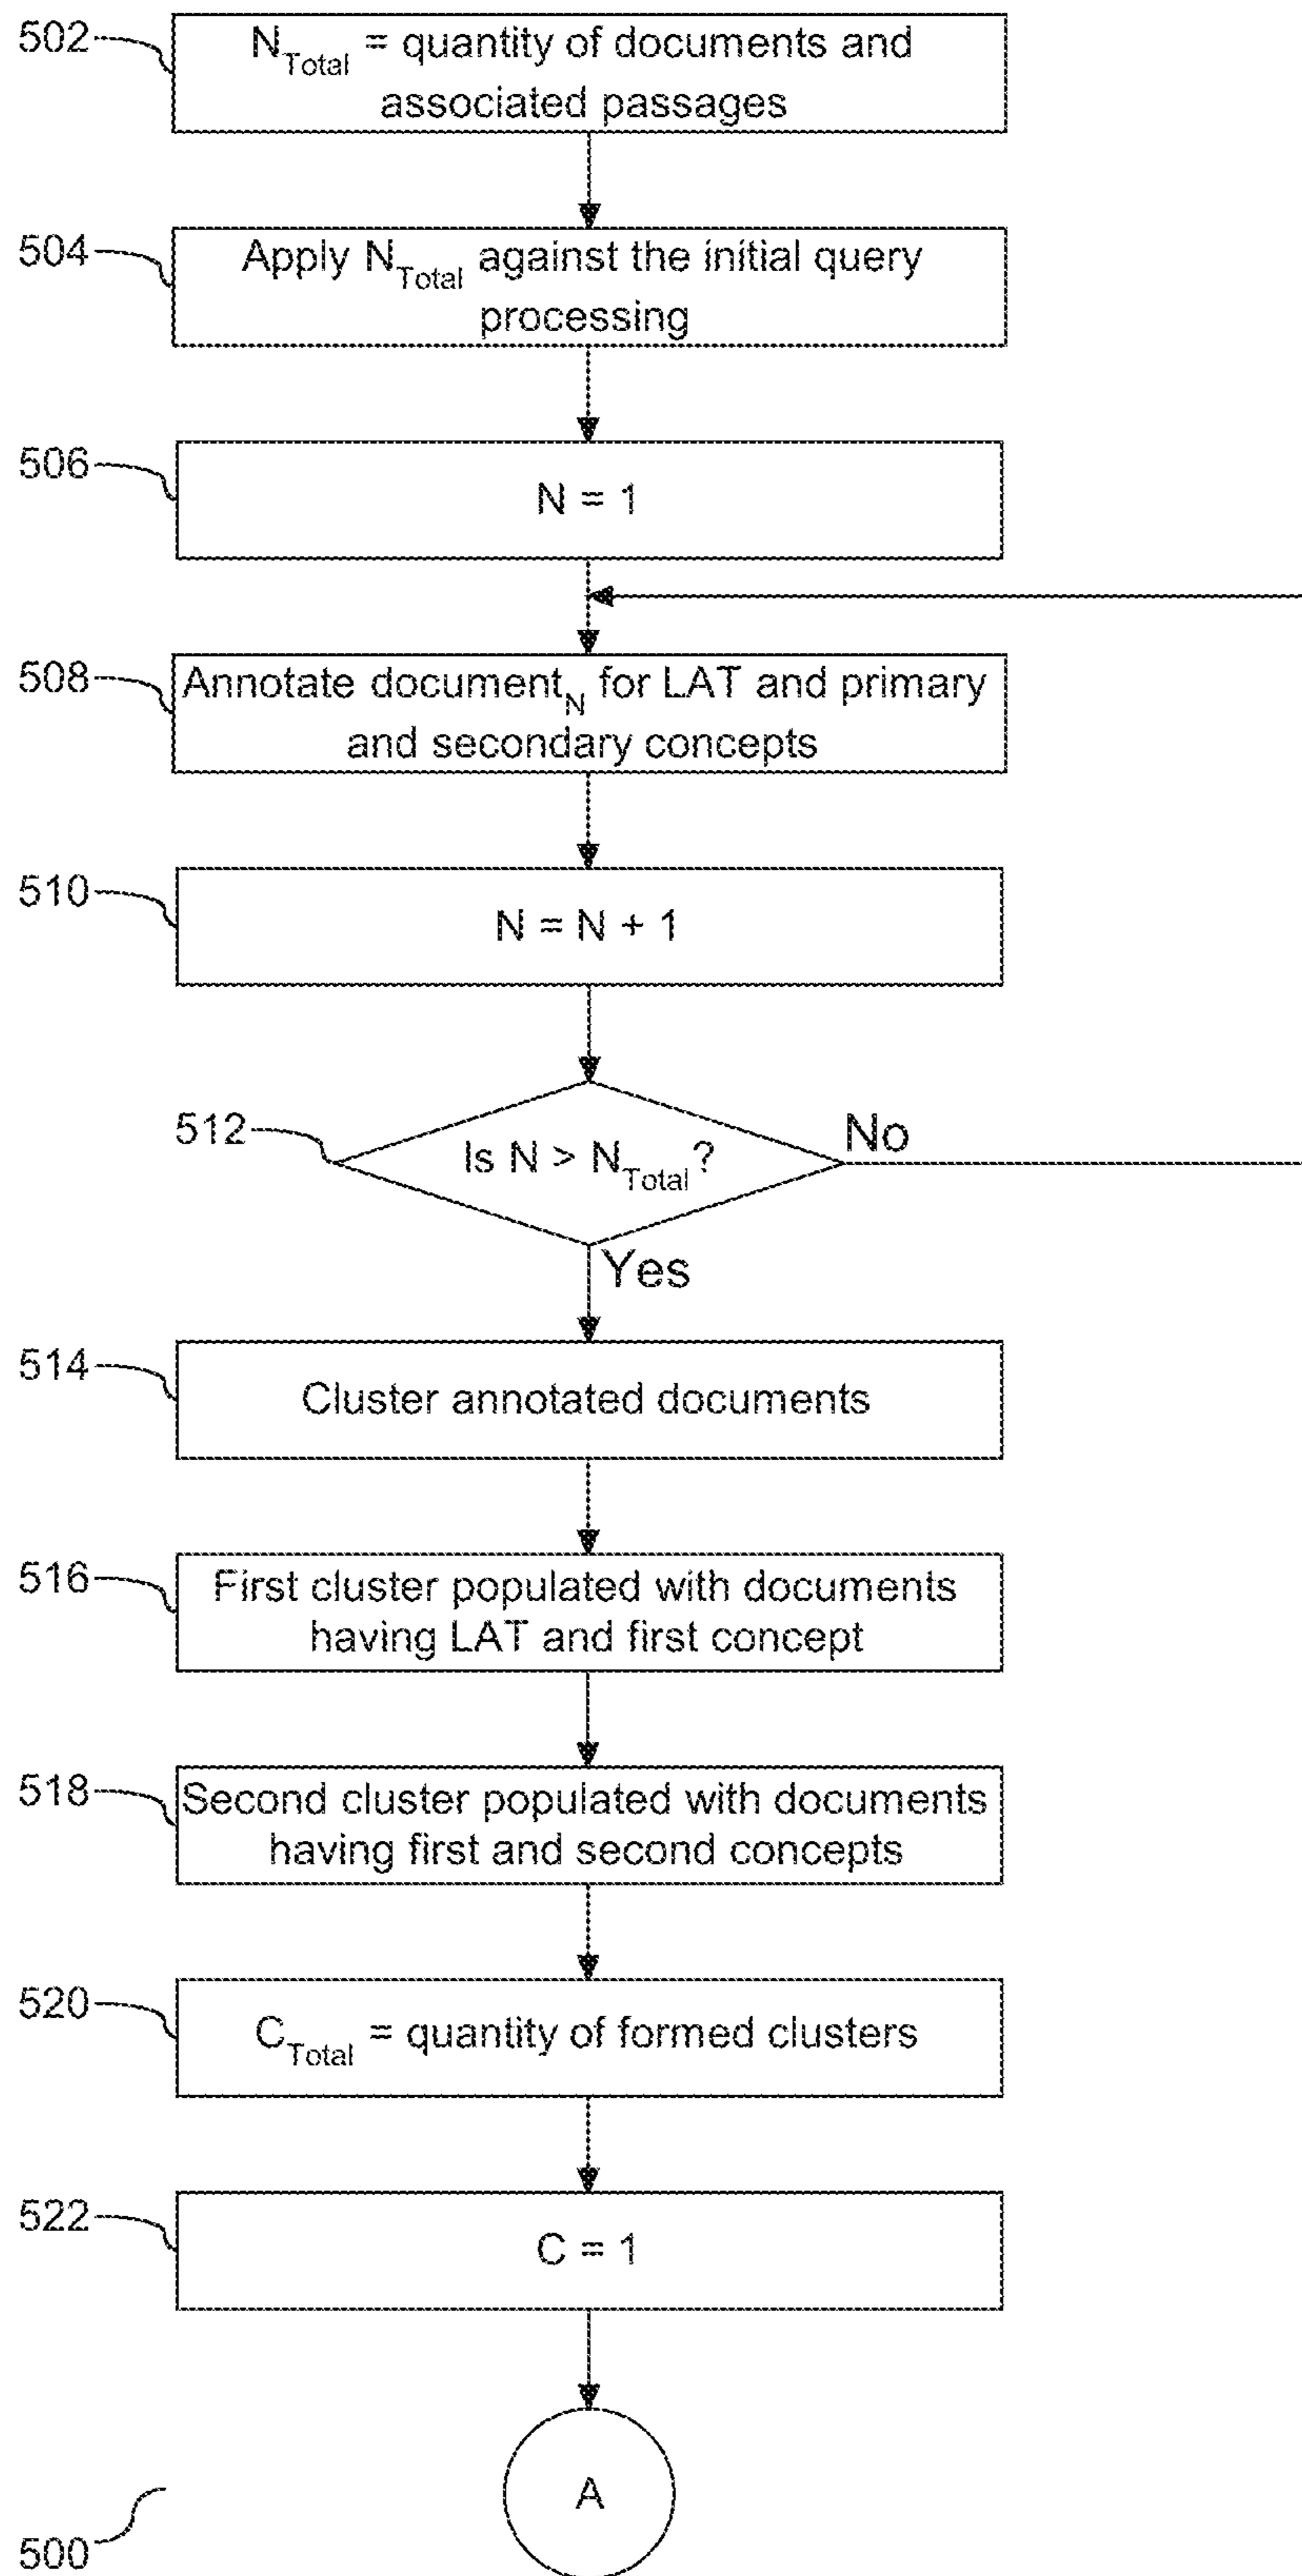 502
N_Total = quantity of documents and
associated passages
504
Apply N_Total against the initial query
processing
506
N = 1
508
Annotate document_N for LAT and primary
and secondary concepts
510
N = N + 1
512
Is N > N_Total?
No
Yes
514
Cluster annotated documents
516
First cluster populated with documents
having LAT and first concept
518
Second cluster populated with documents
having first and second concepts
520
C_Total = quantity of formed clusters
522
C = 1
A
500